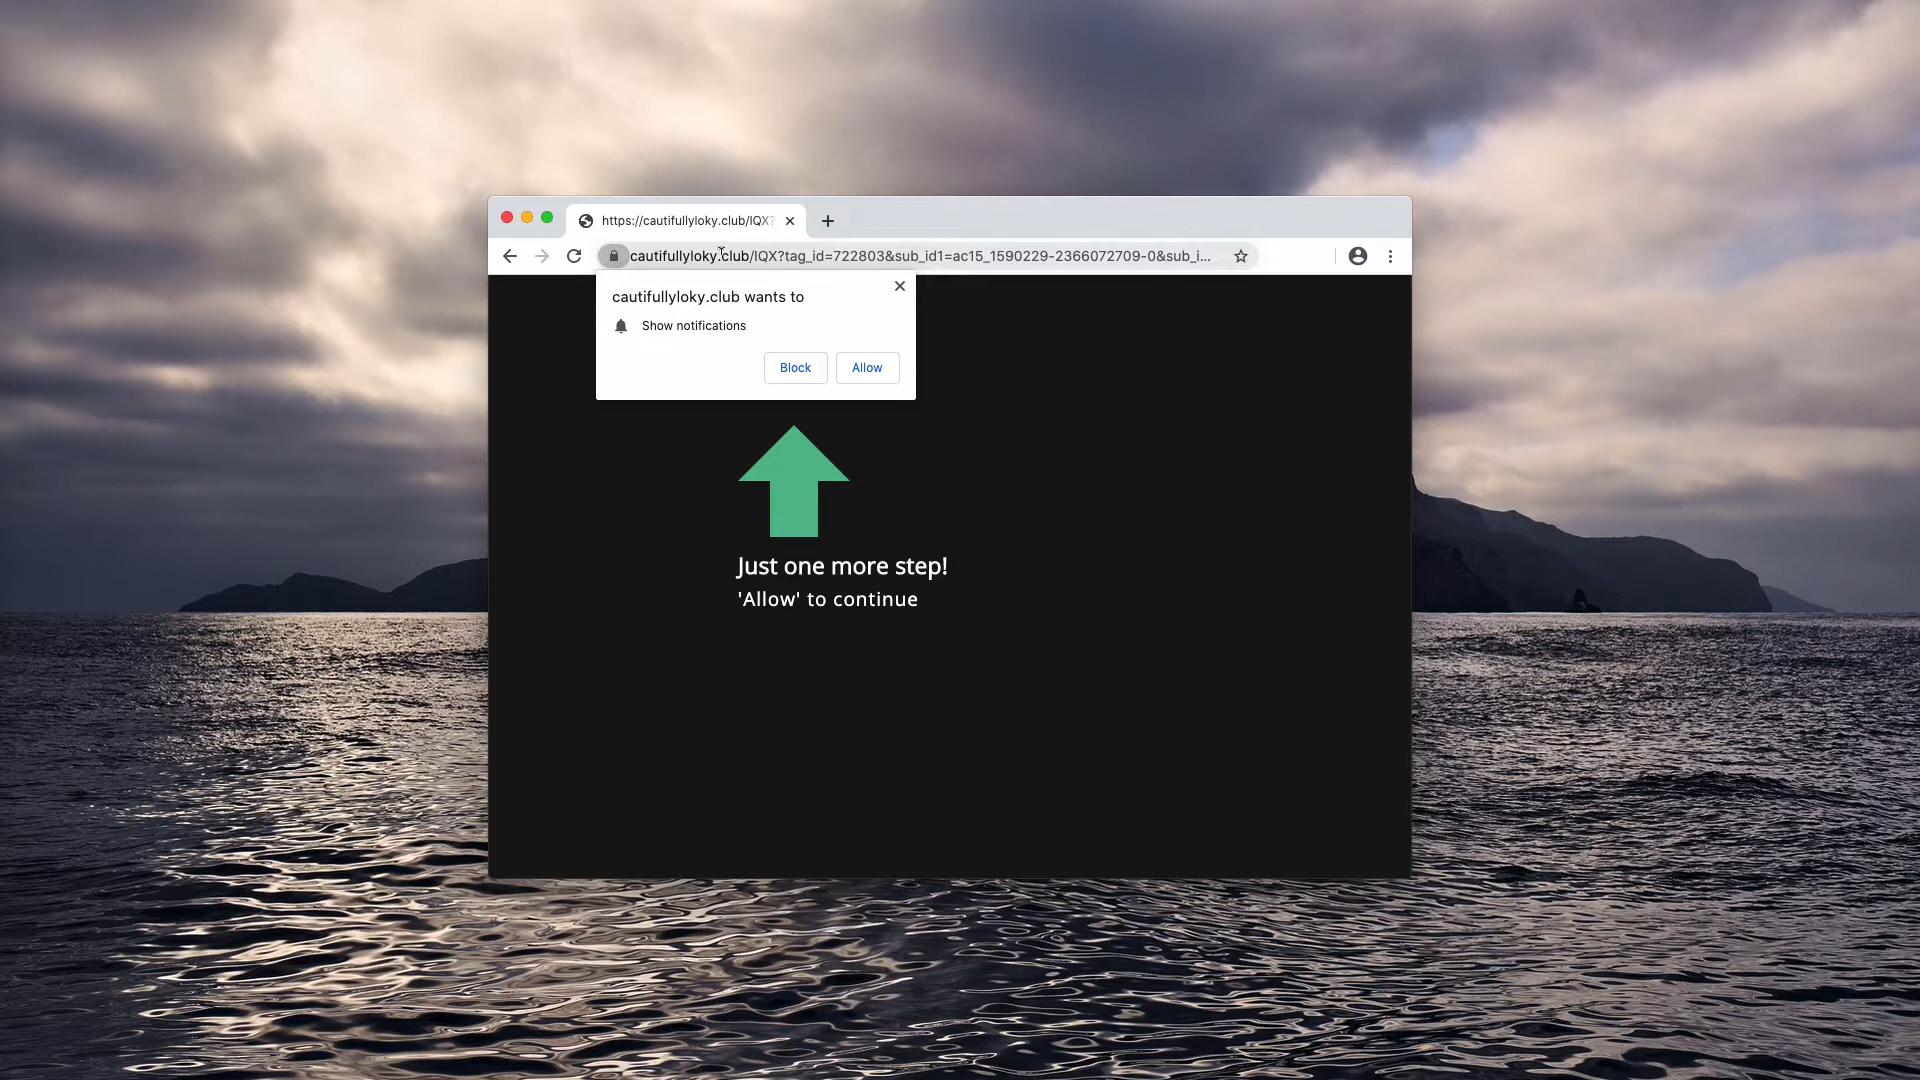 https://cautifullyloky.club/IQX?
cautifullyloky.club/IQX?tag_id=722803&sub_id1=ac15_1590229-2366072709-0&sub_i...
cautifullyloky.club wants to
Show notifications
Block Allow
Just one more step!
'Allow' to continue